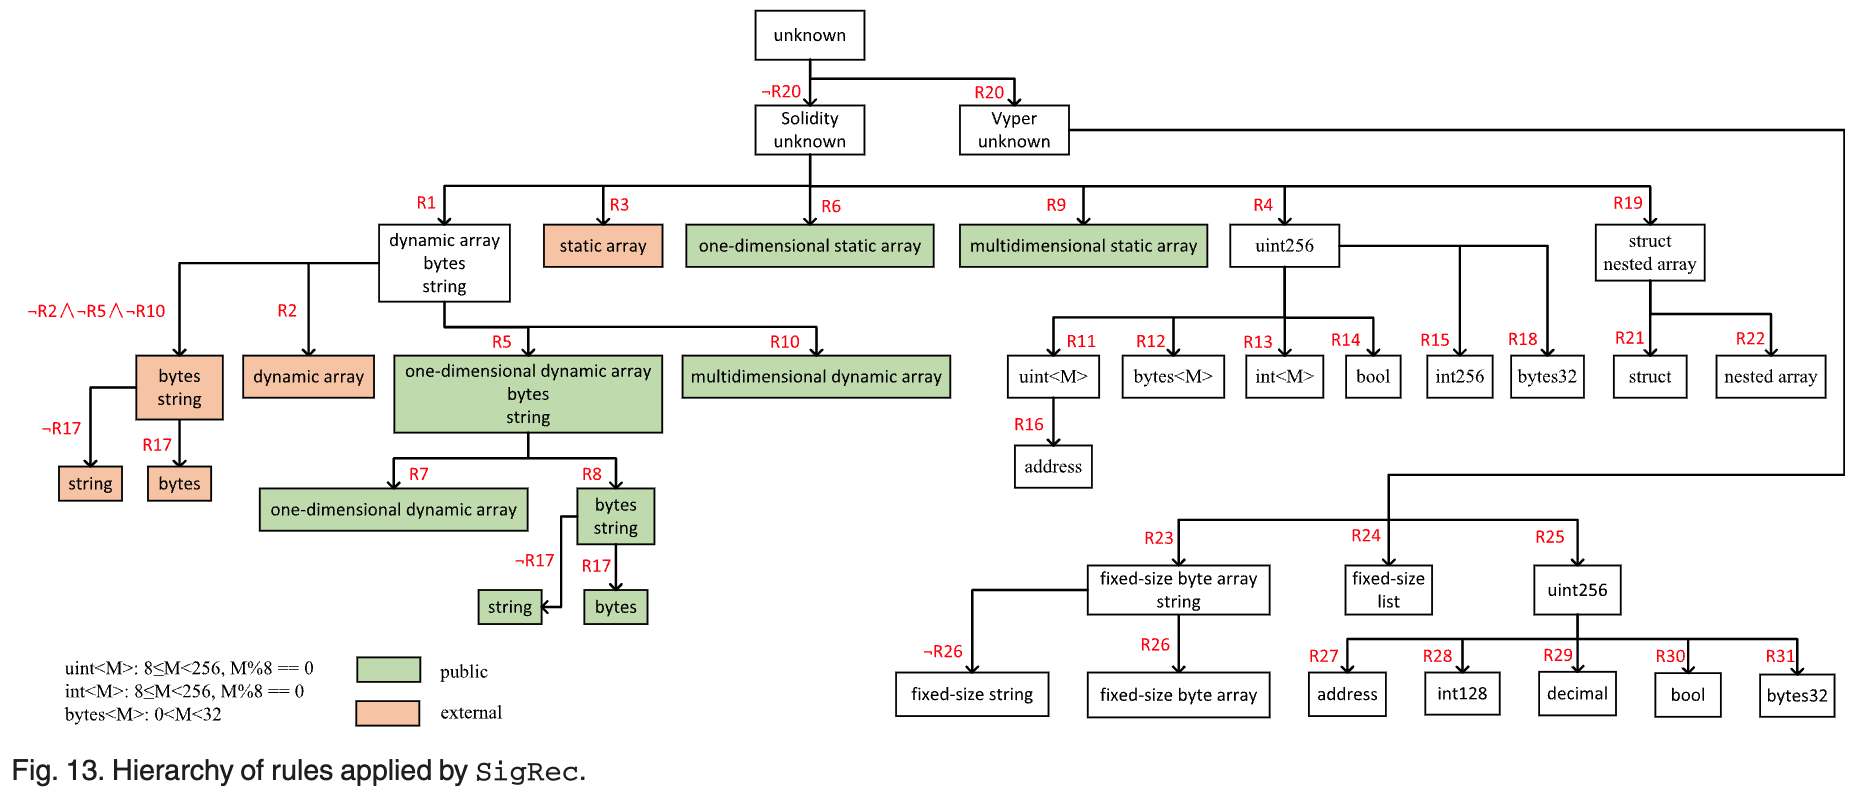 unknown
¬R20
R20
Solidity
unknown
Vyper
unknown
R1
R3
R6
R9
R4
R19
dynamic array
bytes
string
static array
one-dimensional static array
multidimensional static array
uint256
struct
nested array
¬R2∧¬R5∧¬R10
R2
R5
R10
R11
R12
R13
R14
R15
R18
R21
R22
bytes
string
dynamic array
one-dimensional dynamic array
bytes
string
multidimensional dynamic array
uint<M>
bytes<M>
int<M>
bool
int256
bytes32
struct
nested array
¬R17
R17
R16
string
bytes
address
R7
R8
one-dimensional dynamic array
bytes
string
¬R17
R17
string
bytes
R23
R24
R25
fixed-size byte array
string
fixed-size
list
uint256
¬R26
R26
R27
R28
R29
R30
R31
fixed-size string
fixed-size byte array
address
int128
decimal
bool
bytes32
uint<M>: 8≤M<256, M%8 == 0
int<M>: 8≤M<256, M%8 == 0
bytes<M>: 0<M<32
public
external
Fig. 13. Hierarchy of rules applied by SigRec.